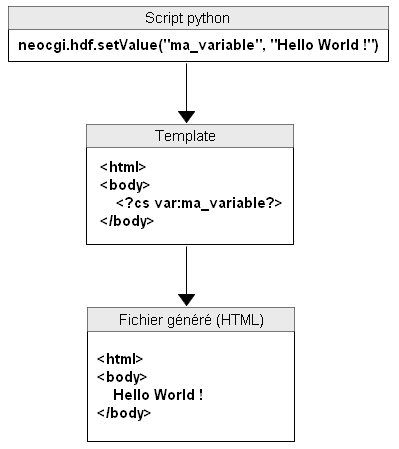 Script python
neocgi.hdf.setValue("ma_variable", "Hello World !")
Template
<html>
<body>
<?cs var:ma_variable?>
</body>
Fichier généré (HTML)
<html>
<body>
Hello World !
</body>